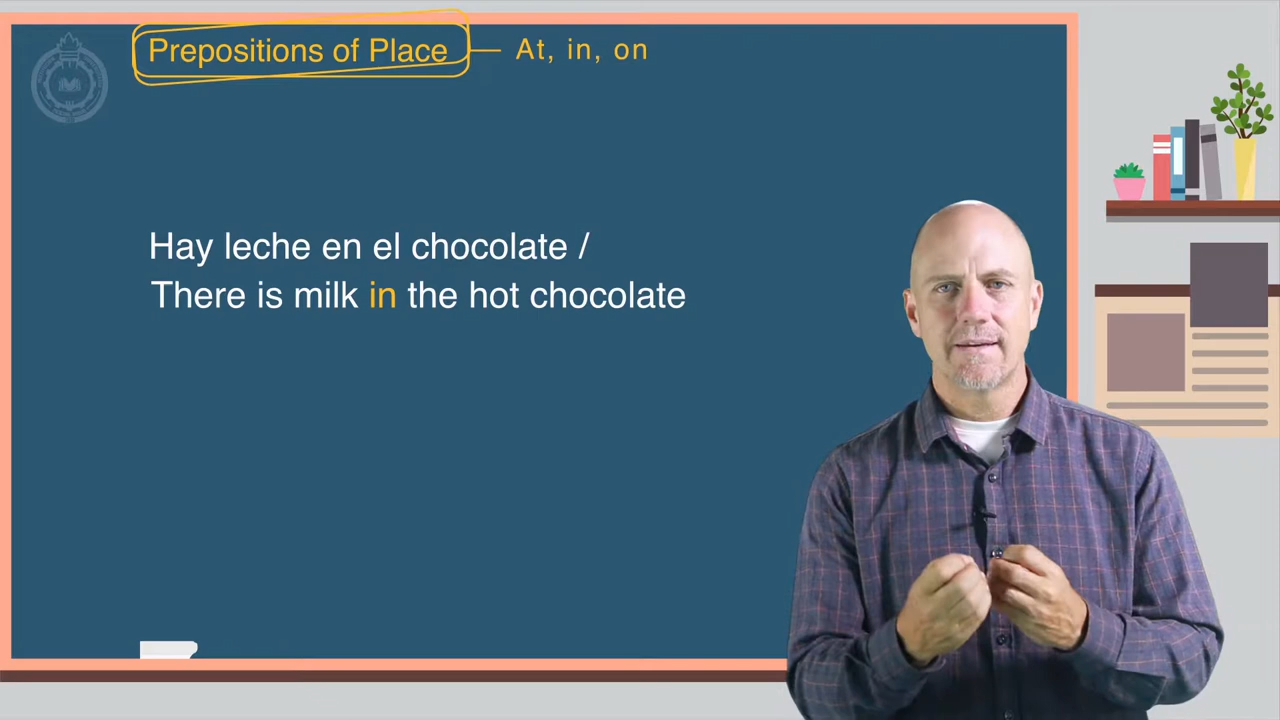 Prepositions of Place
At, in, on
Hay leche en el chocolate /
There is milk in the hot chocolate